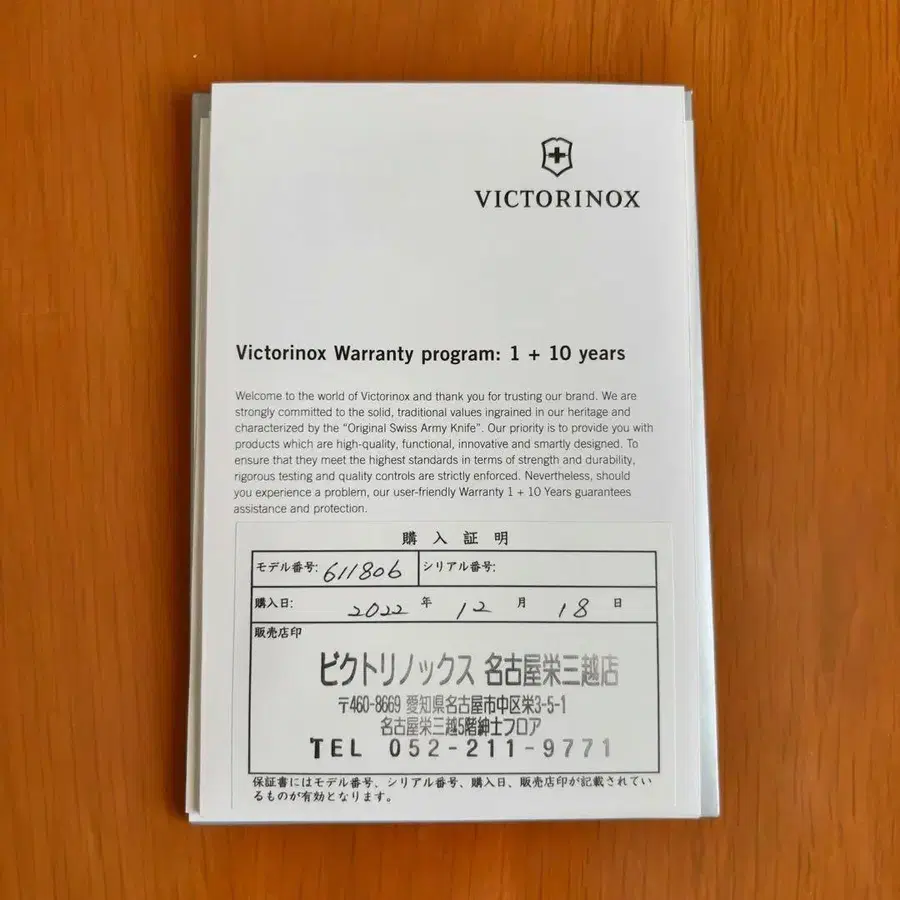 VICTORINOX
Victorinox Warranty program: 1 + 10 years
Welcome to the world of Victorinox and thank you for trusting our brand. We are
strongly committed to the solid, traditional values ingrained in our heritage and
characterized by the “Original Swiss Army Knife”. Our priority is to provide you with
products which are high-quality, functional, innovative and smartly designed. To
ensure that they meet the highest standards in terms of strength and durability,
rigorous testing and quality controls are strictly enforced. Nevertheless, should
you experience a problem, our user-friendly Warranty 1 + 10 Years guarantees
assistance and protection.
購入証明
モデル番号: 611806 シリアル番号:
購入日: 2022 年 12 月 18 日
販売店印
ビクトリノックス 名古屋栄三越店
〒460-8669 愛知県名古屋市中区栄3-5-1
名古屋栄三越5階紳士フロア
TEL 052-211-9771
保証書にはモデル番号、シリアル番号、購入日、販売店印が記載されてい
るものが有効となります。